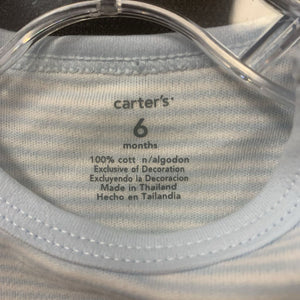 carter's
6
months
100% cott n/algodon
Exclusive of Decoration
Excluyendo la Decoracion
Made in Thailand
Hecho en Tailandia